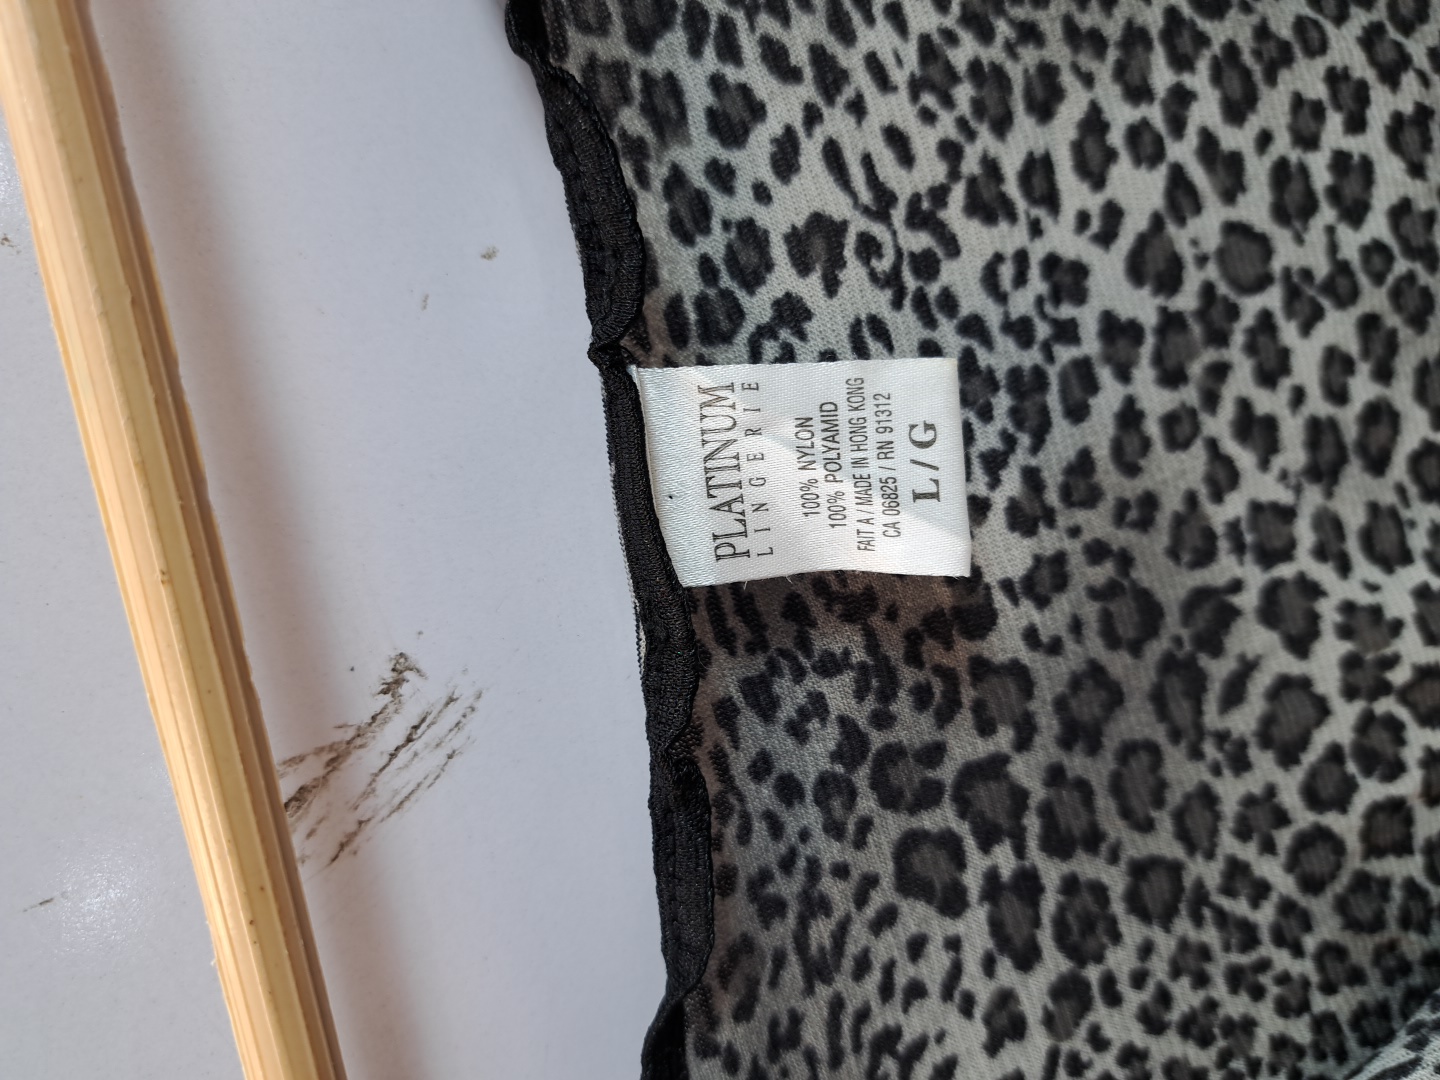 PLATINUM
LINGERIE
100% NYLON
100% POLYAMID
FAIT A / MADE IN HONG KONG
CA 06825 / RN 91312
L / G